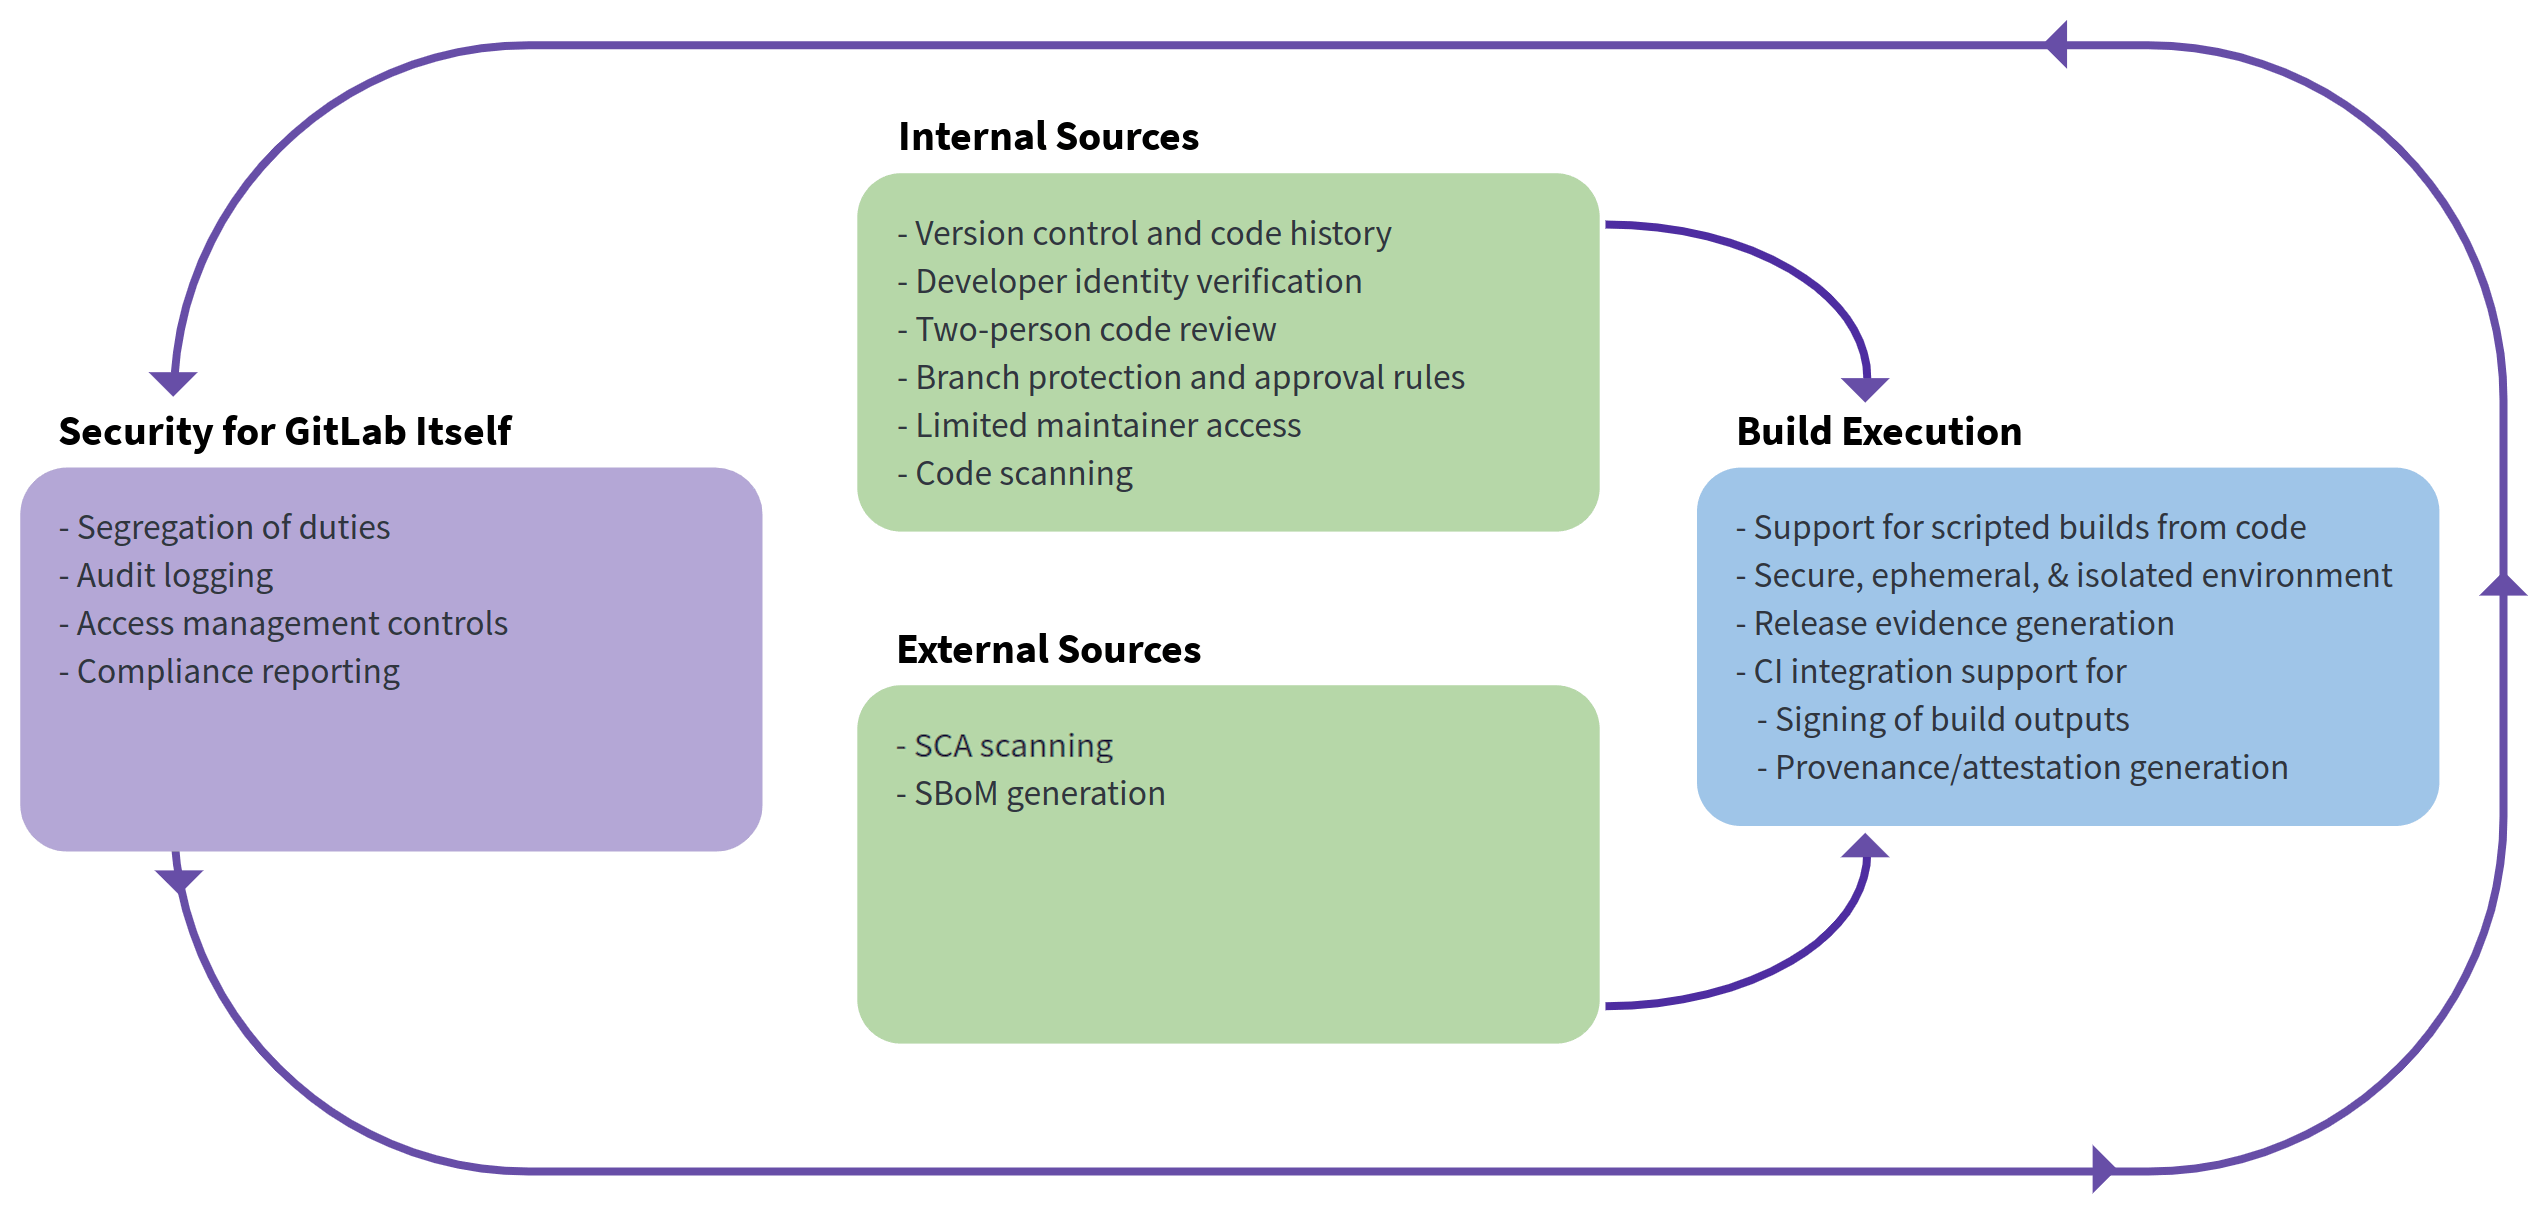 Internal Sources
- Version control and code history
- Developer identity verification
- Two-person code review
- Branch protection and approval rules
- Limited maintainer access
- Code scanning
Security for GitLab Itself
- Segregation of duties
- Audit logging
- Access management controls
- Compliance reporting
External Sources
- SCA scanning
- SBoM generation
Build Execution
- Support for scripted builds from code
- Secure, ephemeral, & isolated environment
- Release evidence generation
- CI integration support for
- Signing of build outputs
- Provenance/attestation generation